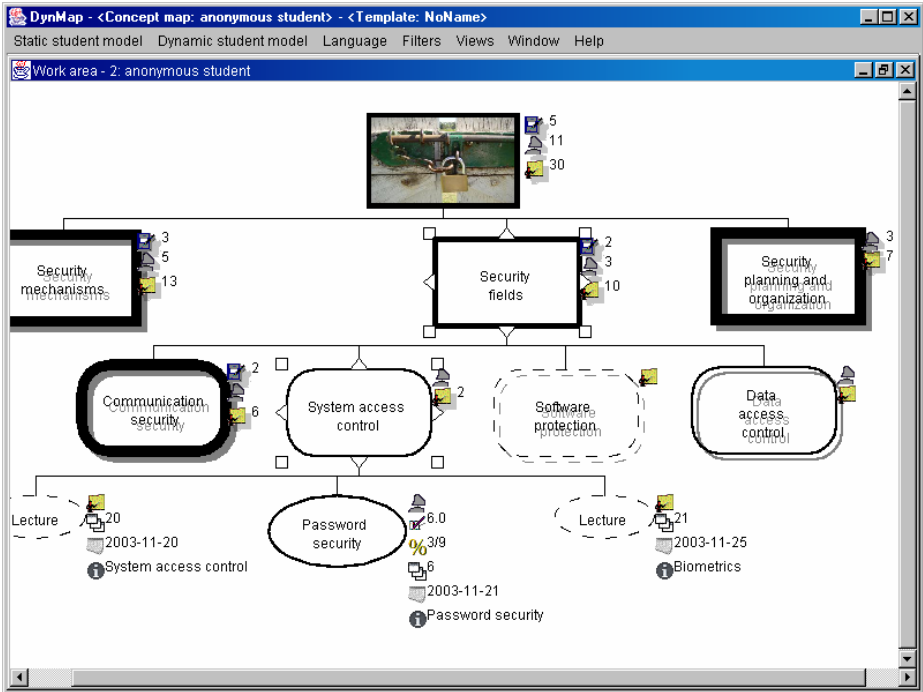 DynMap - <Concept map: anonymous student> - <Template: NoName>
Static student model Dynamic student model Language Filters Views Window Help
Work area - 2: anonymous student
5
11
30
Security
mechanisms
3
5
13
Security
fields
2
3
10
Security
planning and
organization
3
7
Communication
security
2
6
System access
control
2
Software
protection
Data
access
control
Lecture
20
2003-11-20
System access control
Password
security
6.0
% 3/9
6
2003-11-21
Password security
Lecture
21
2003-11-25
Biometrics